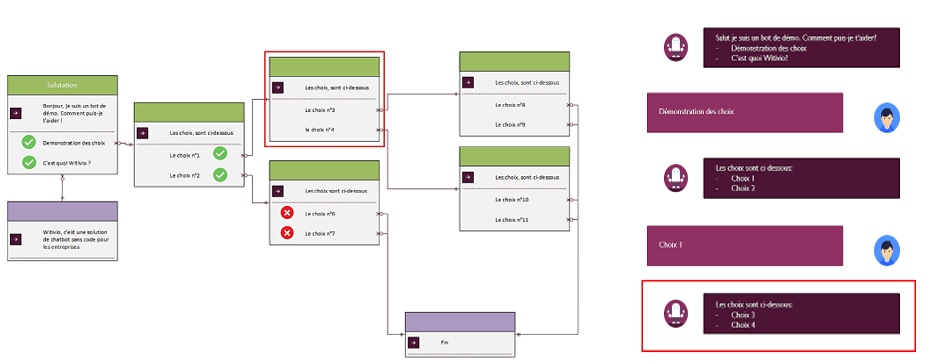 Salutation
Bonjour, je suis un bot de
démo. Comment puis-je
t'aider !
Demonstration des choix
C'est quoi Witivio ?
Witivio, c'est une solution
de chatbot sans code pour
les entreprises
Les choix, sont ci-dessous
Le choix n°1
Le choix n°2
Les choix, sont ci-dessous
Le choix n°3
le choix n°4
Les choix sont ci-dessous
Le choix n°6
Le choix n°7
Les choix, sont ci-dessous
Le choix n°8
Le choix n°9
Les choix, sont ci-dessous
Le choix n°10
Le choix n°11
Fin
Salut je suis un bot de démo. Comment puis-je t'aider?
- Démonstration des choix
- C'est quoi Witivio!
Démonstration des choix
Les choix sont ci-dessous:
- Choix 1
- Choix 2
Choix 1
Les choix sont ci-dessous:
- Choix 3
- Choix 4